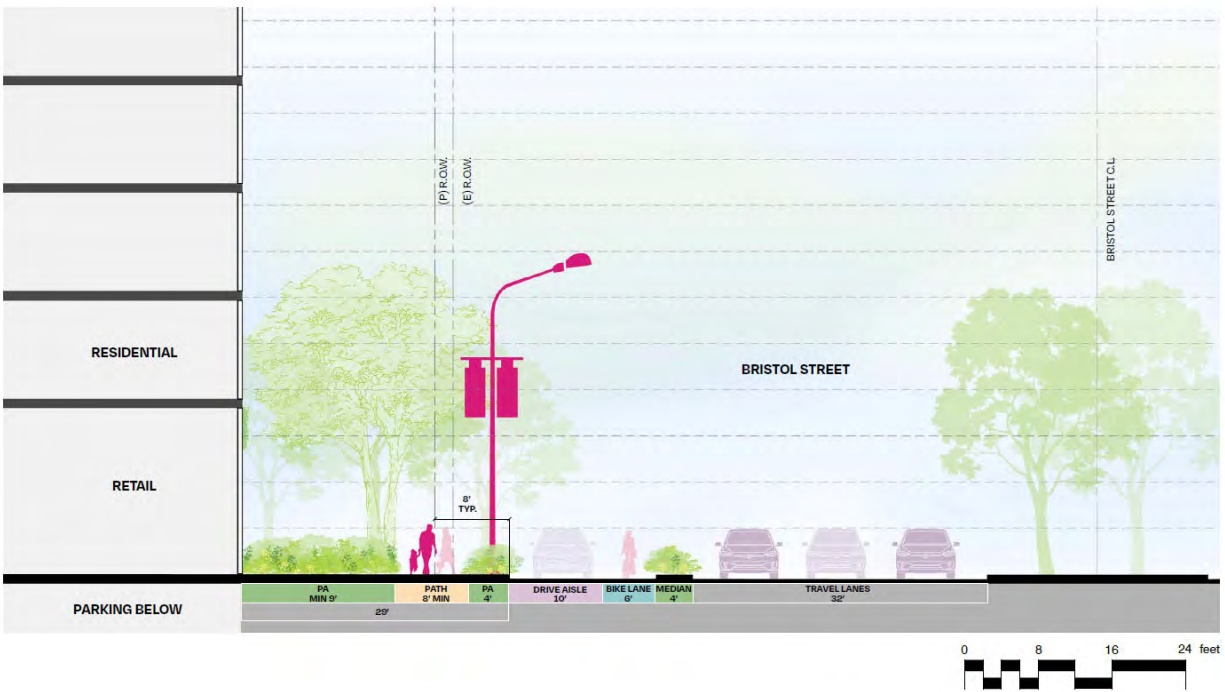 (P) R.O.W.
(E) R.O.W.
BRISTOL STREET C.L.
RESIDENTIAL
BRISTOL STREET
RETAIL
8'
TYP.
PARKING BELOW
PA
MIN 9'
PATH
8' MIN
PA
4'
DRIVE AISLE
10'
BIKE LANE
6'
MEDIAN
4'
TRAVEL LANES
32'
29'
0 8 16 24 feet